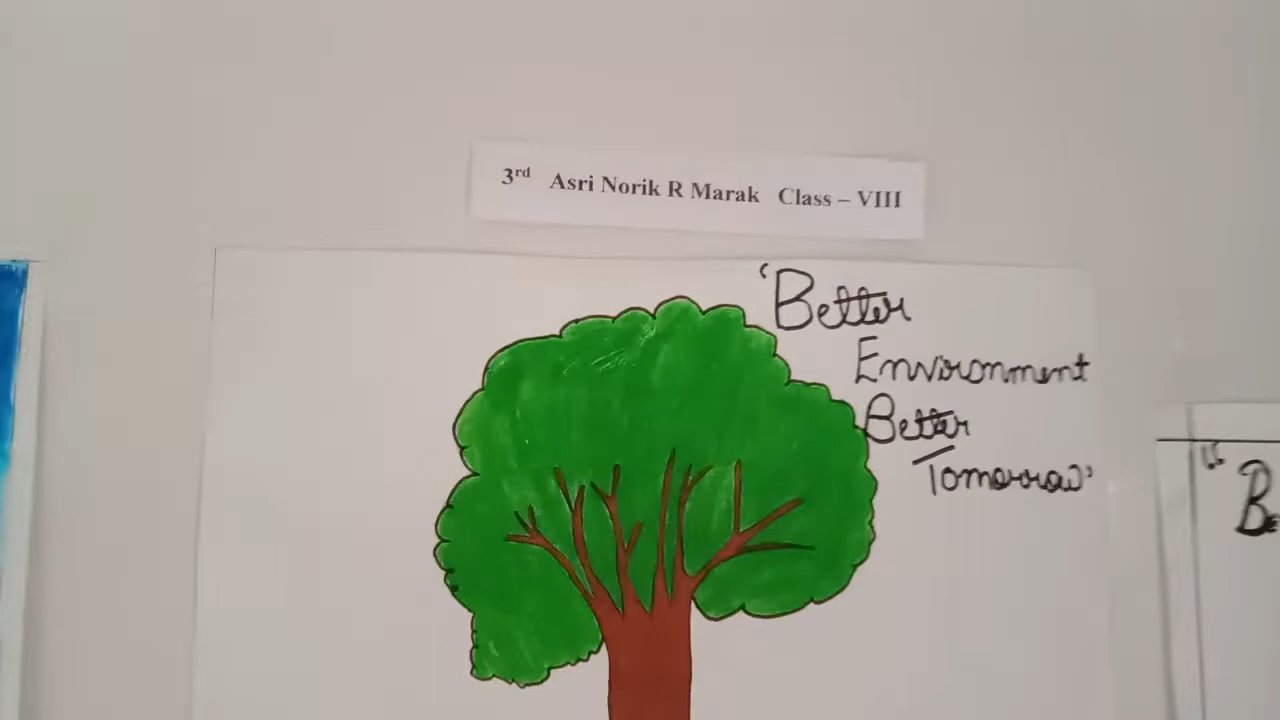 3rd Asri Norik R Marak Class – VIII
‘Better
Environment
Better
Tomorrow’
“